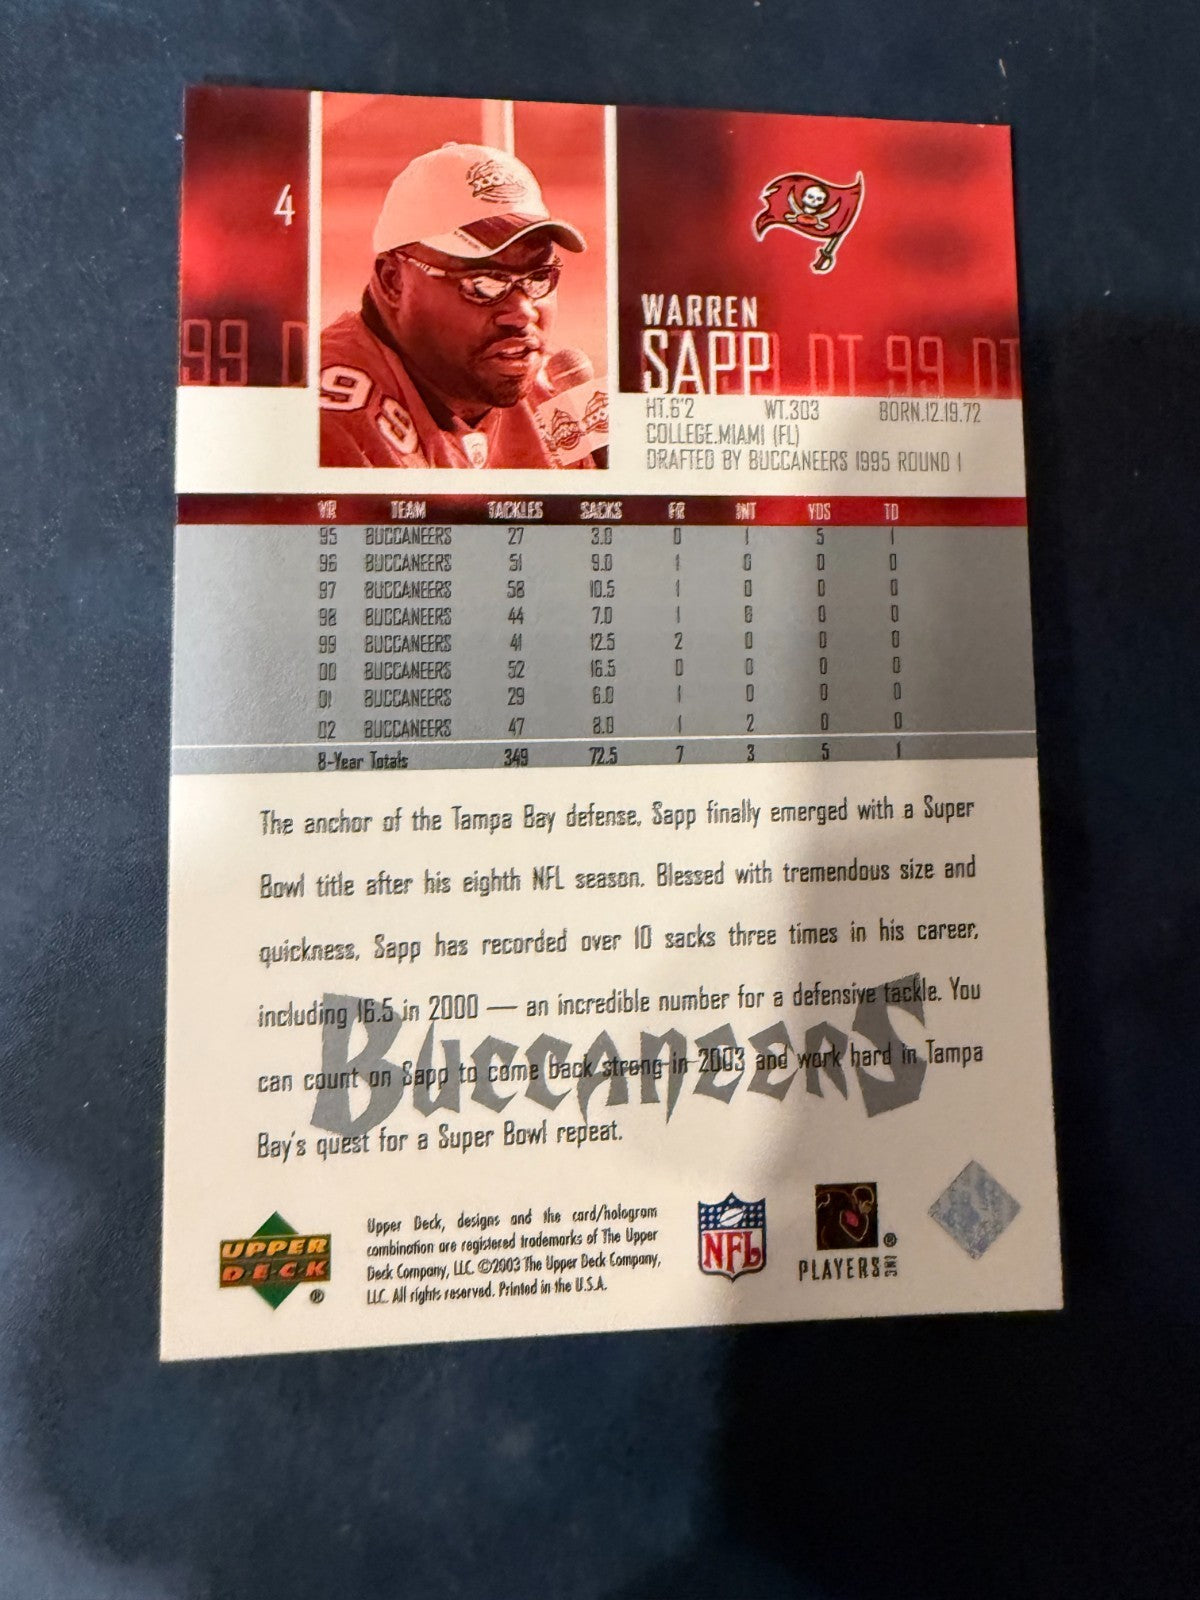 4
99 D
99
WARREN
SAPP
DT 99 DT
HT.6'2 WT.303 BORN.12.19.72
COLLEGE.MIAMI (FL)
DRAFTED BY BUCCANEERS 1995 ROUND 1
YR TEAM TACKLES SACKS FR INT YDS TD
95 BUCCANEERS 27 3.0 0 1 5 1
96 BUCCANEERS 51 9.0 1 0 0 0
97 BUCCANEERS 58 10.5 1 0 0 0
98 BUCCANEERS 44 7.0 1 0 0 0
99 BUCCANEERS 41 12.5 2 0 0 0
00 BUCCANEERS 52 16.5 0 0 0 0
01 BUCCANEERS 29 6.0 1 0 0 0
02 BUCCANEERS 47 8.0 1 2 0 0
8-Year Totals 349 72.5 7 3 5 1
The anchor of the Tampa Bay defense, Sapp finally emerged with a Super
Bowl title after his eighth NFL season. Blessed with tremendous size and
quickness, Sapp has recorded over 10 sacks three times in his career,
including 16.5 in 2000 — an incredible number for a defensive tackle. You
can count on Sapp to come back strong in 2003 and work hard in Tampa
Bay's quest for a Super Bowl repeat.
BUCCANEERS
UPPER
DECK
®
Upper Deck, designs and the card/hologram
combination are registered trademarks of The Upper
Deck Company, LLC. ©2003 The Upper Deck Company,
LLC. All rights reserved. Printed in the U.S.A.
NFL
PLAYERS INC ®